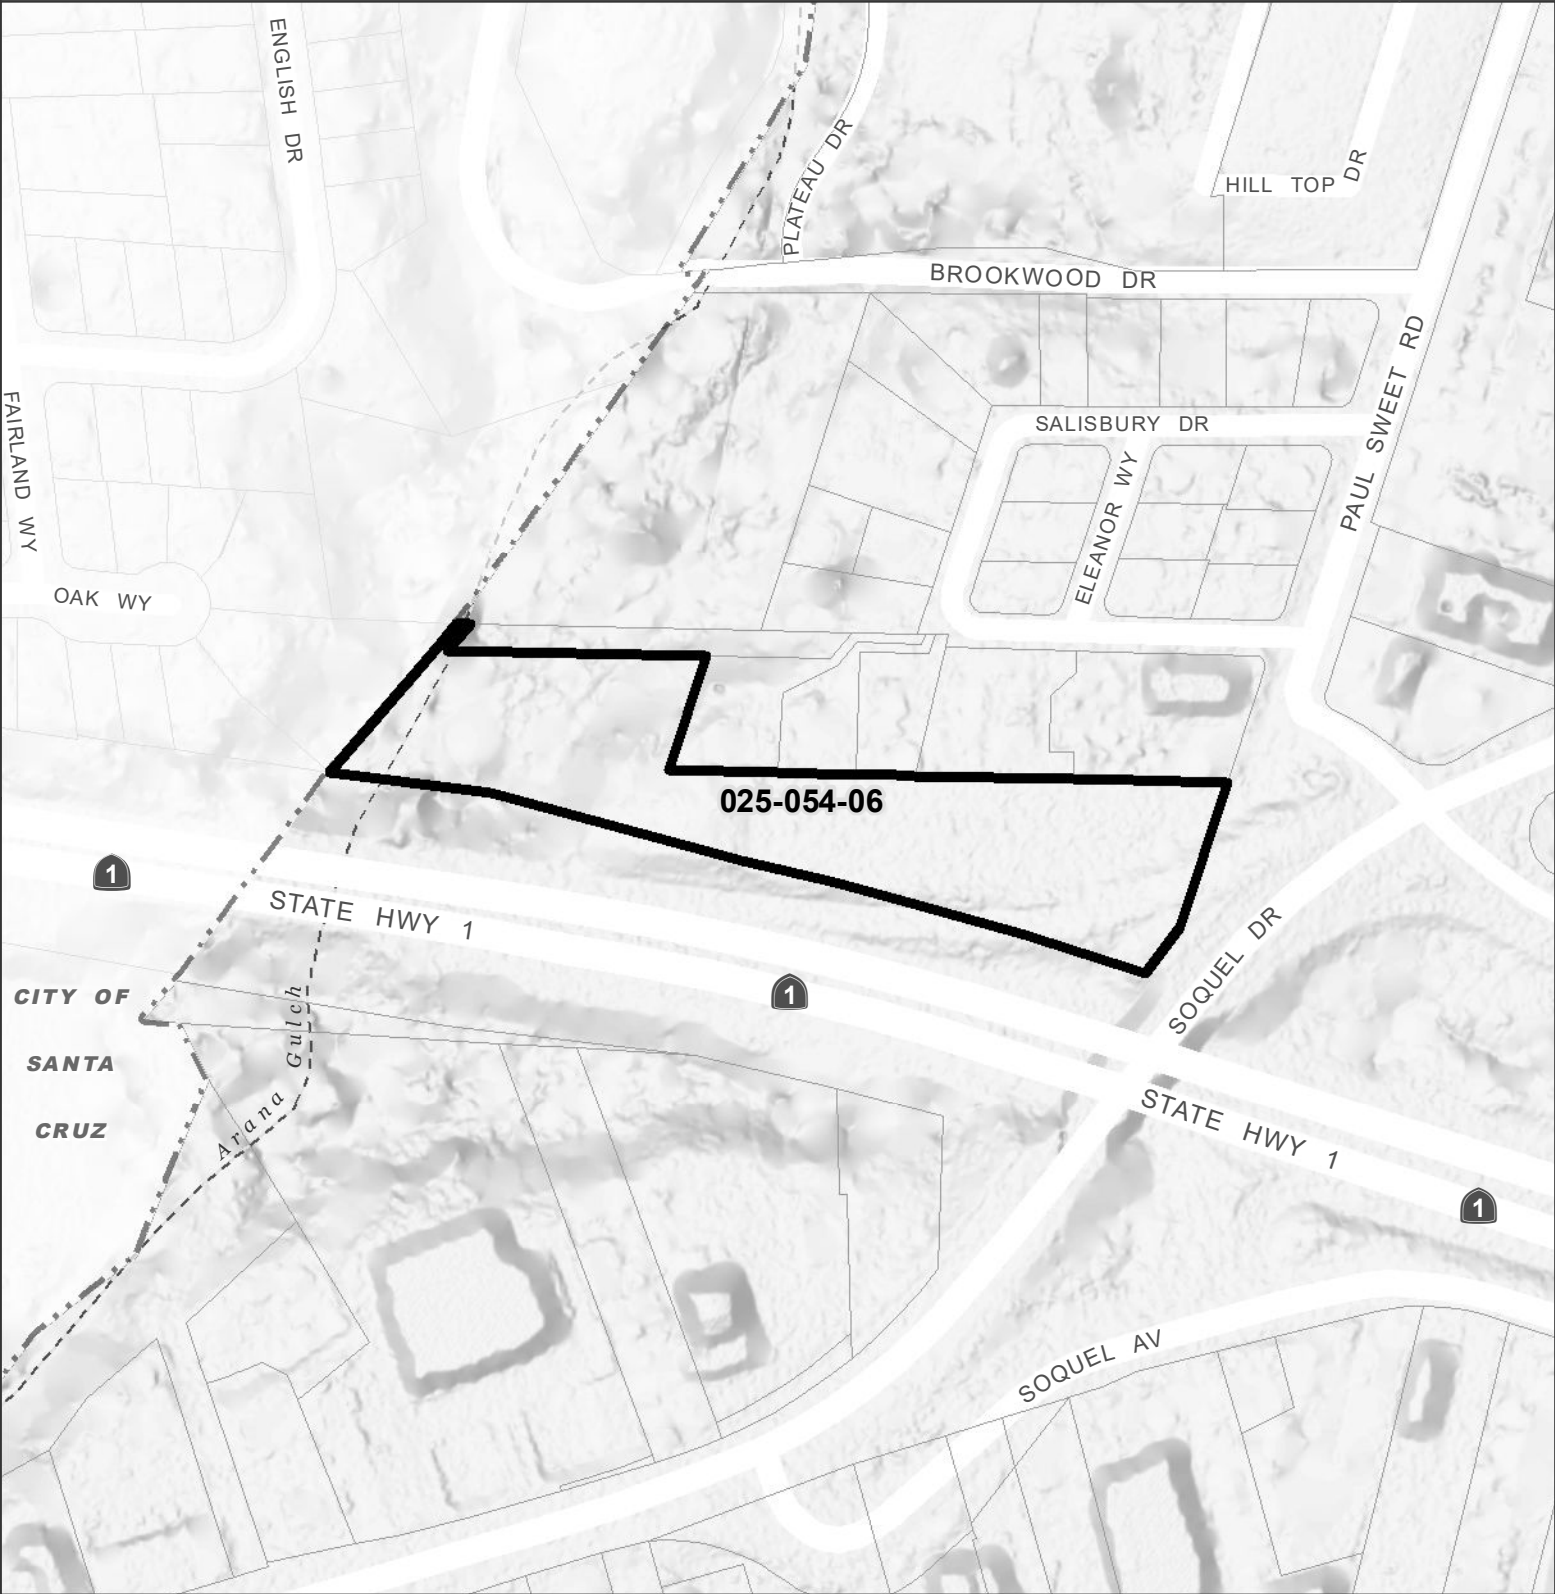 ENGLISH DR
PLATEAU DR
HILL TOP DR
BROOKWOOD DR
PAUL SWEET RD
FAIRLAND WY
SALISBURY DR
ELEANOR WY
OAK WY
025-054-06
1
STATE HWY 1
SOQUEL DR
1
CITY OF
SANTA
CRUZ
Arana Gulch
STATE HWY 1
1
SOQUEL AV